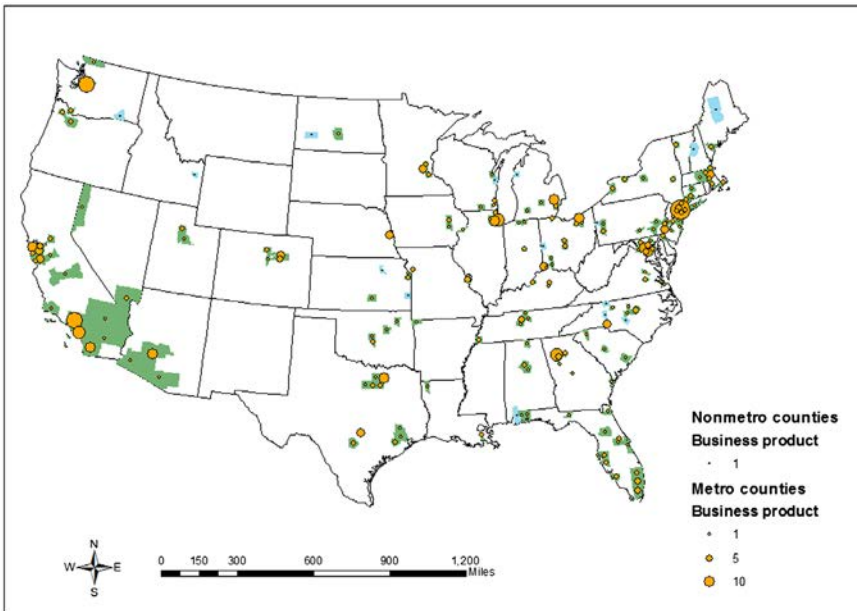 Nonmetro counties
Business product
1
Metro counties
Business product
1
5
10
N
W E
S
0 150 300 600 900 1,200
Miles